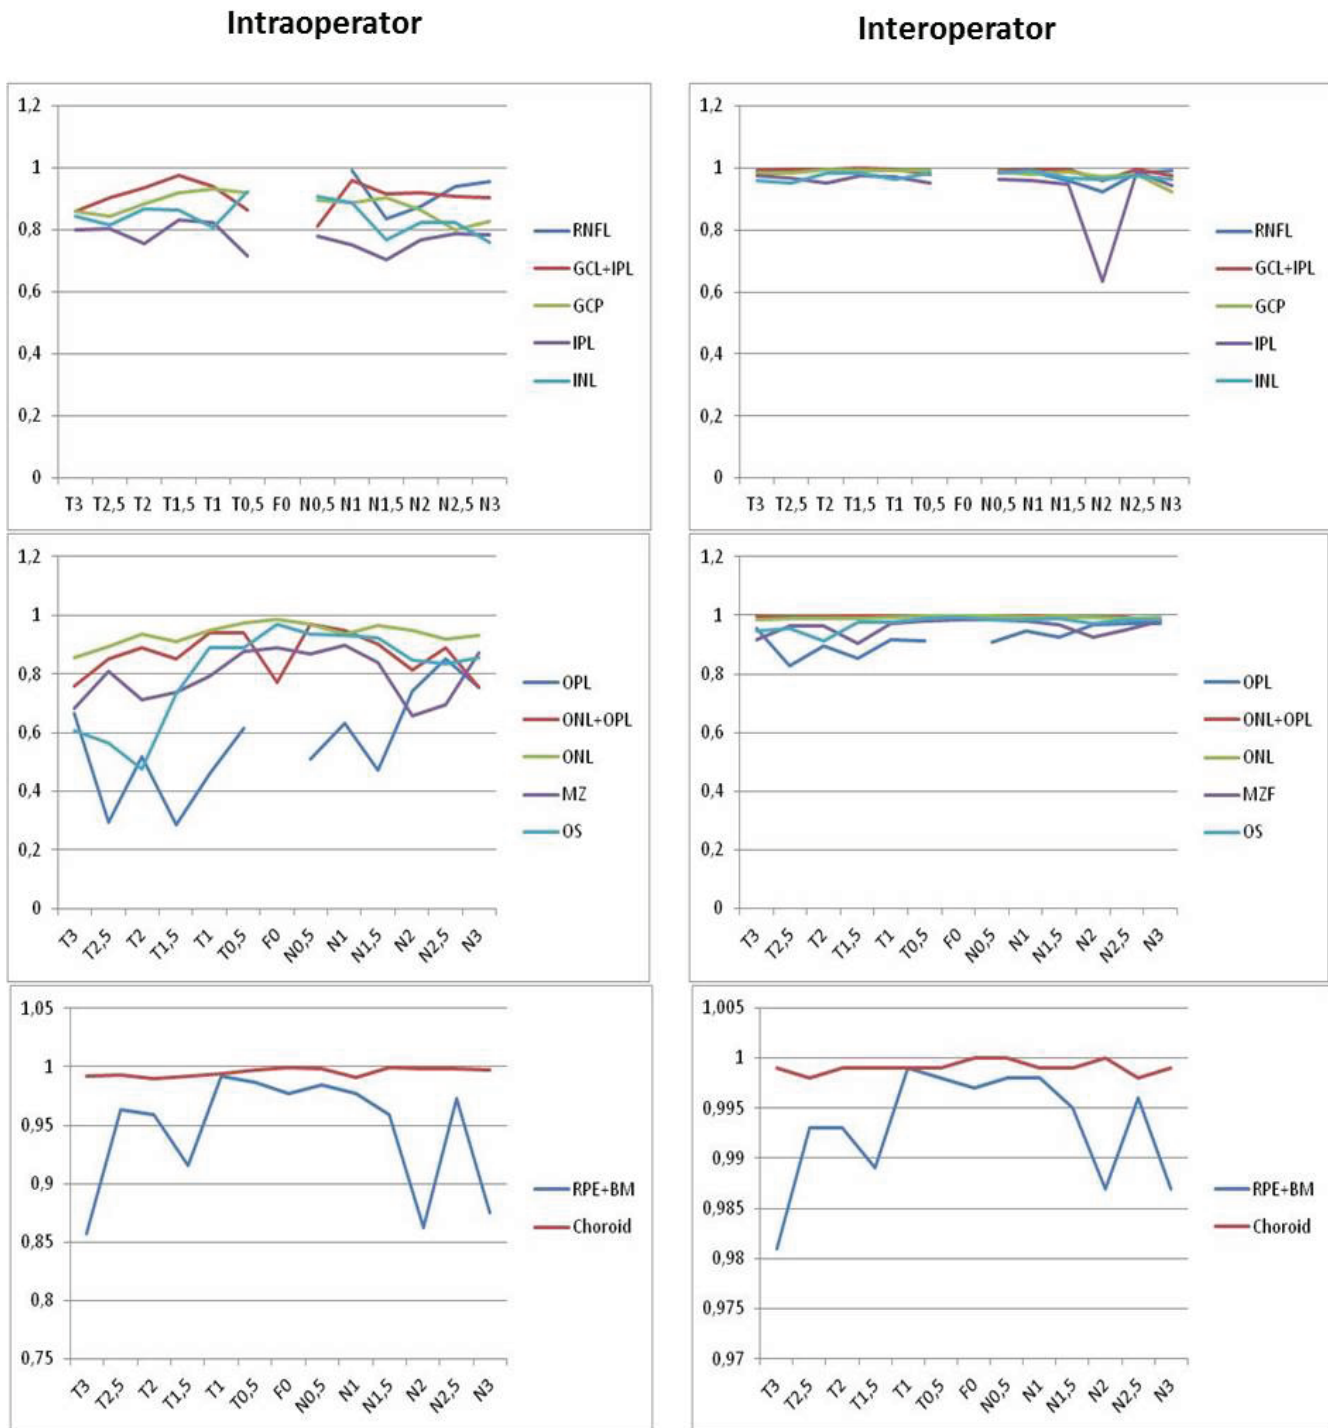 Intraoperator
Interoperator
1,2
1
0,8
0,6
0,4
0,2
0
T3 T2,5 T2 T1,5 T1 T0,5 F0 N0,5 N1 N1,5 N2 N2,5 N3
RNFL
GCL+IPL
GCP
IPL
INL
1,2
1
0,8
0,6
0,4
0,2
0
T3 T2,5 T2 T1,5 T1 T0,5 F0 N0,5 N1 N1,5 N2 N2,5 N3
RNFL
GCL+IPL
GCP
IPL
INL
1,2
1
0,8
0,6
0,4
0,2
0
T3 T2,5 T2 T1,5 T1 T0,5 F0 N0,5 N1 N1,5 N2 N2,5 N3
OPL
ONL+OPL
ONL
MZ
OS
1,2
1
0,8
0,6
0,4
0,2
0
T3 T2,5 T2 T1,5 T1 T0,5 F0 N0,5 N1 N1,5 N2 N2,5 N3
OPL
ONL+OPL
ONL
MZF
OS
1,05
1
0,95
0,9
0,85
0,8
0,75
T3 T2,5 T2 T1,5 T1 T0,5 F0 N0,5 N1 N1,5 N2 N2,5 N3
RPE+BM
Choroid
1,005
1
0,995
0,99
0,985
0,98
0,975
0,97
T3 T2,5 T2 T1,5 T1 T0,5 F0 N0,5 N1 N1,5 N2 N2,5 N3
RPE+BM
Choroid